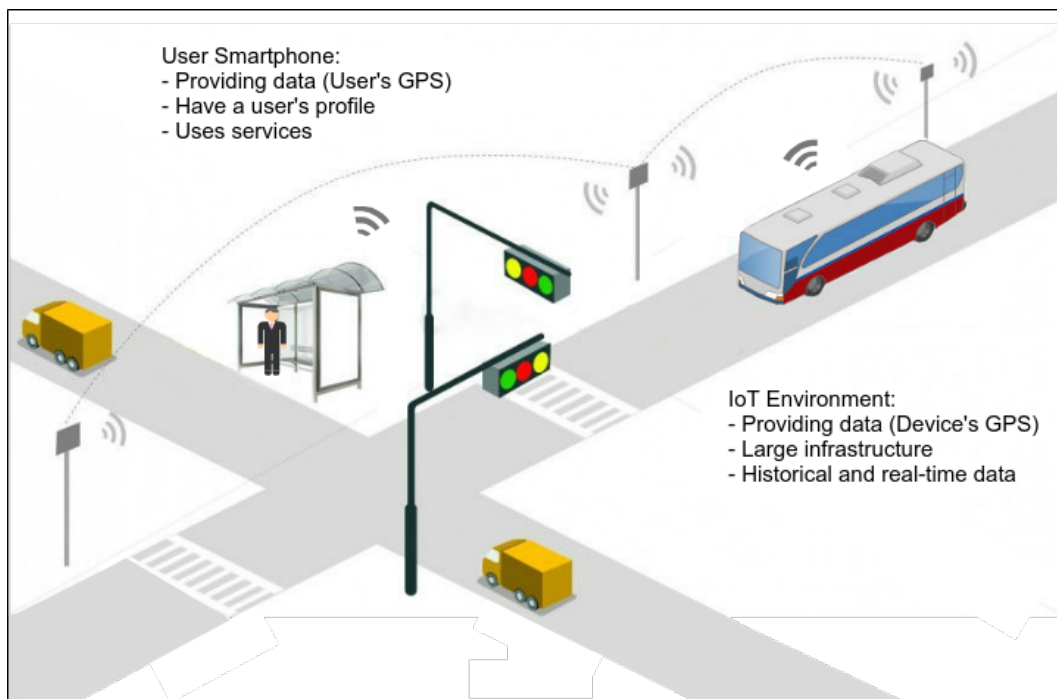 User Smartphone:
- Providing data (User's GPS)
- Have a user's profile
- Uses services
IoT Environment:
- Providing data (Device's GPS)
- Large infrastructure
- Historical and real-time data